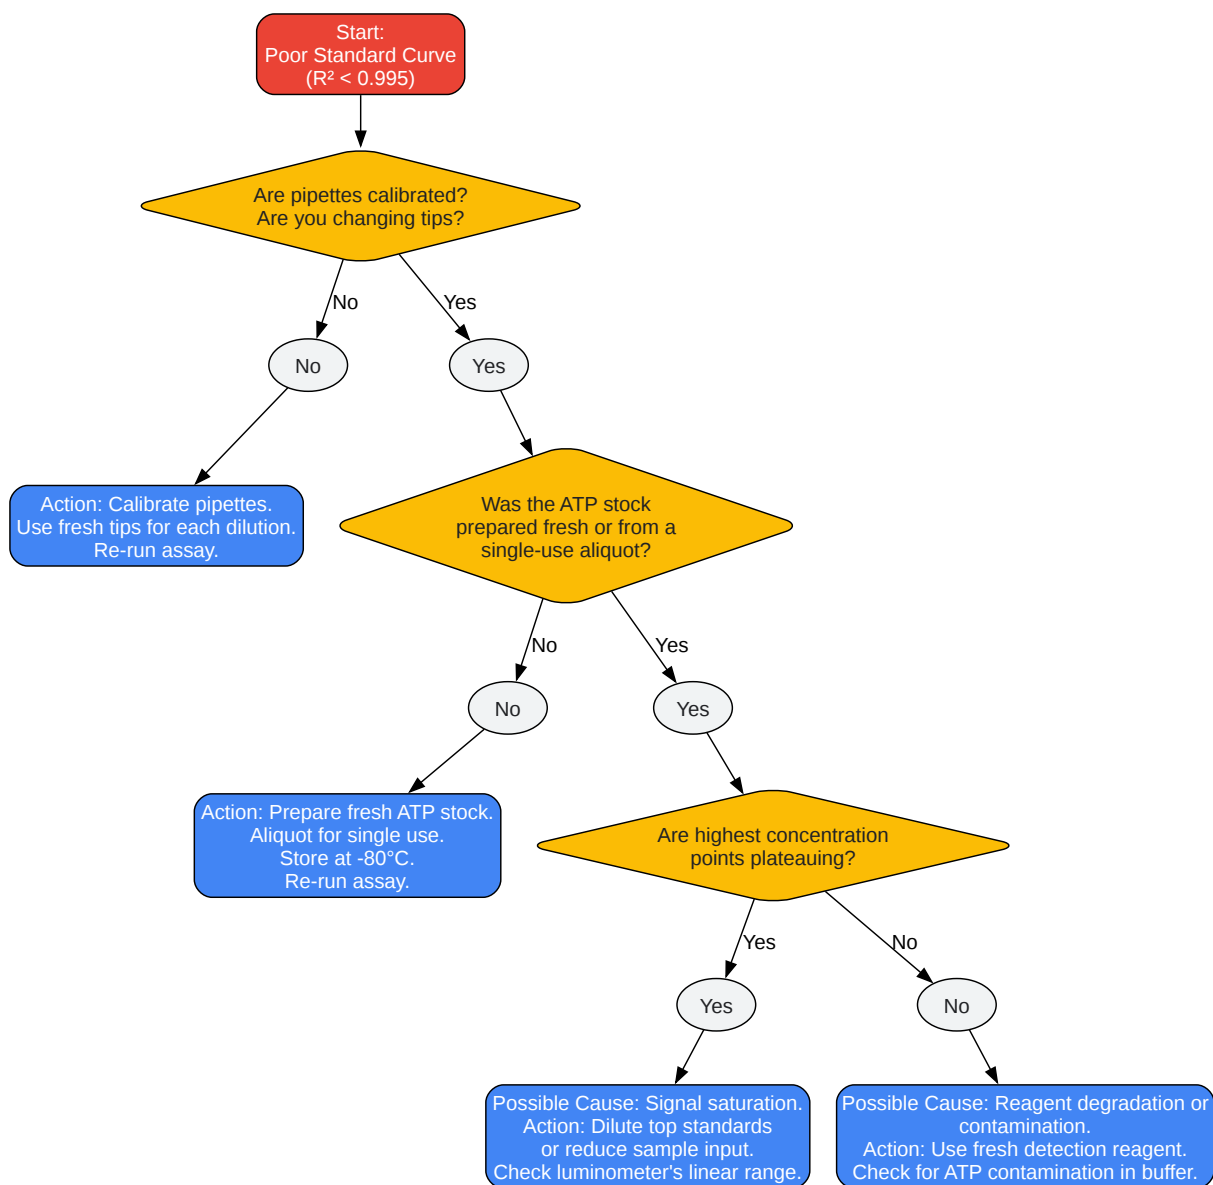 Start:
Poor Standard Curve
(R² < 0.995)
Are pipettes calibrated?
Are you changing tips?
No
Yes
No
Yes
Action: Calibrate pipettes.
Use fresh tips for each dilution.
Re-run assay.
Was the ATP stock
prepared fresh or from a
single-use aliquot?
No
Yes
No
Yes
Action: Prepare fresh ATP stock.
Aliquot for single use.
Store at -80°C.
Re-run assay.
Are highest concentration
points plateauing?
Yes
No
Yes
No
Possible Cause: Signal saturation.
Action: Dilute top standards
or reduce sample input.
Check luminometer's linear range.
Possible Cause: Reagent degradation or
contamination.
Action: Use fresh detection reagent.
Check for ATP contamination in buffer.